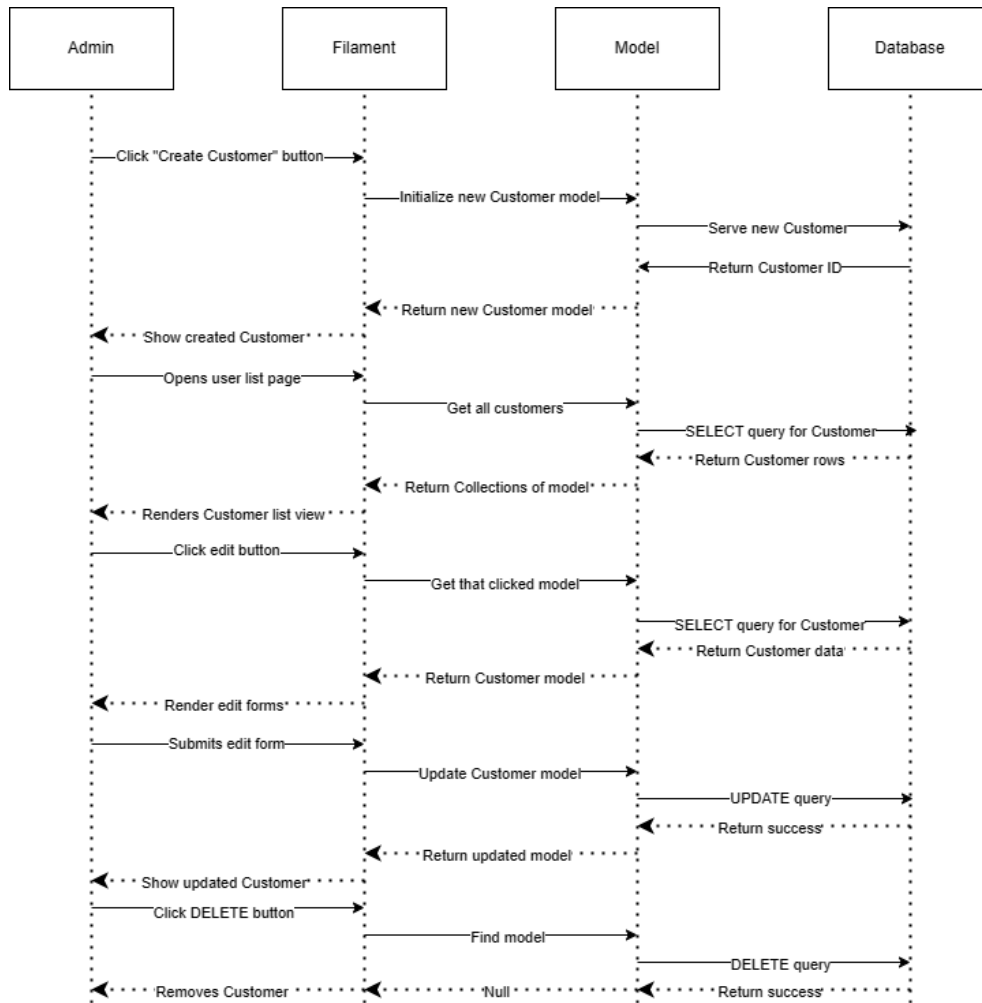 Admin
Filament
Model
Database
Click "Create Customer" button
Initialize new Customer model
Serve new Customer
Return Customer ID
Return new Customer model
Show created Customer
Opens user list page
Get all customers
SELECT query for Customer
Return Customer rows
Return Collections of model
Renders Customer list view
Click edit button
Get that clicked model
SELECT query for Customer
Return Customer data
Return Customer model
Render edit forms
Submits edit form
Update Customer model
UPDATE query
Return success
Return updated model
Show updated Customer
Click DELETE button
Find model
DELETE query
Removes Customer
Null
Return success